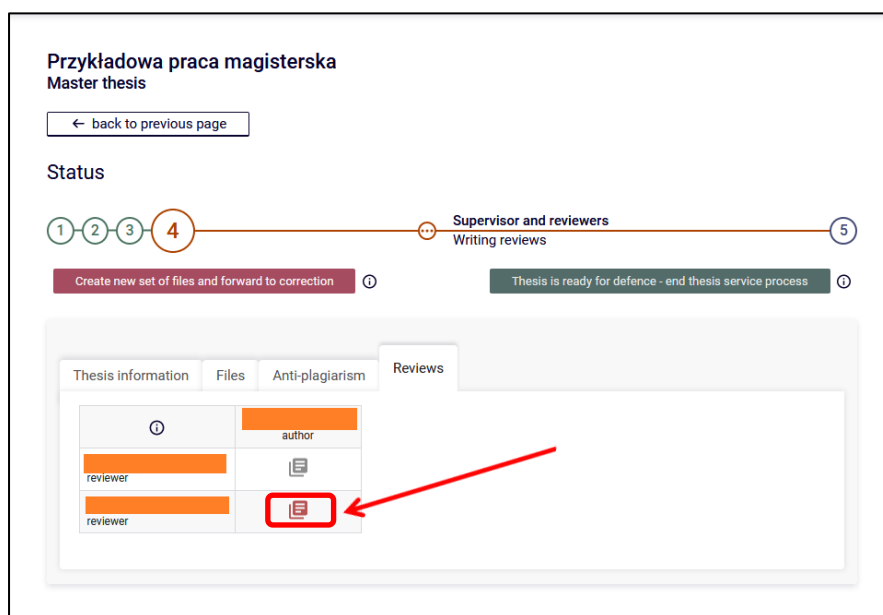 Przykładowa praca magisterska
Master thesis
← back to previous page
Status
1 2 3 4 Supervisor and reviewers 5
Writing reviews
Create new set of files and forward to correction
Thesis is ready for defence - end thesis service process
Thesis information Files Anti-plagiarism Reviews
author
reviewer
reviewer